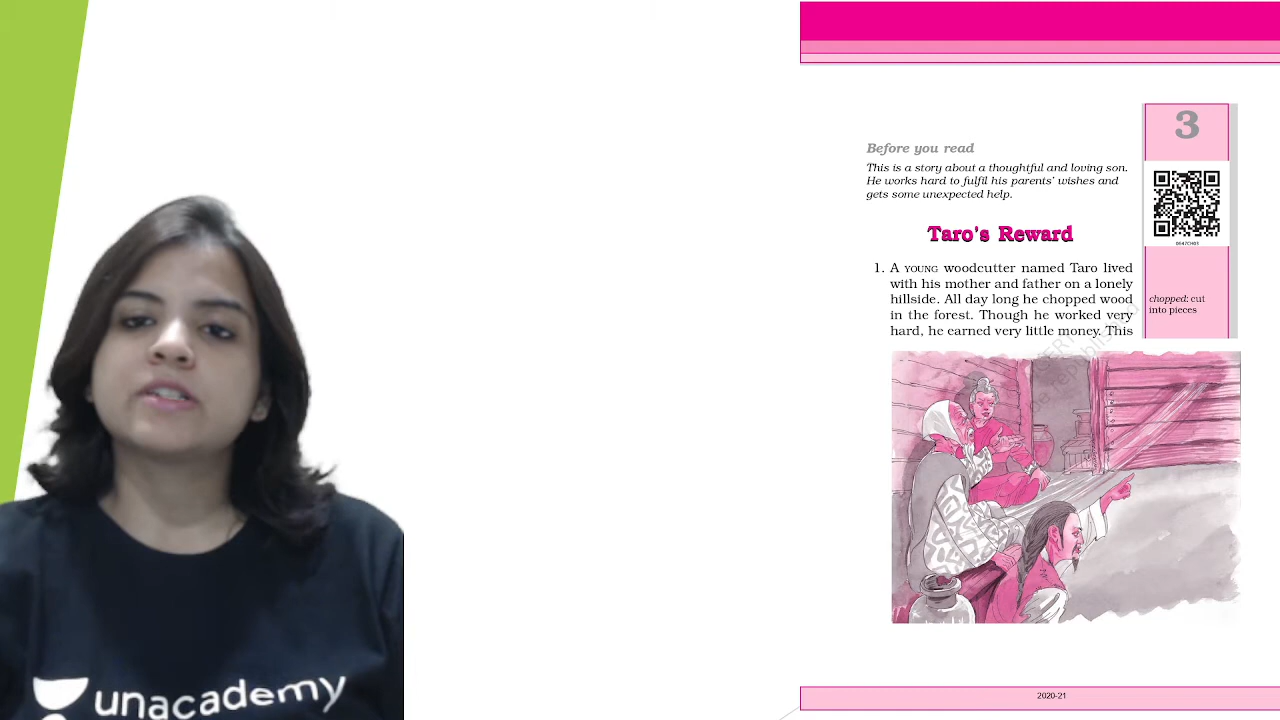 3
Before you read
This is a story about a thoughtful and loving son.
He works hard to fulfil his parents' wishes and
gets some unexpected help.
0647CH03
Taro's Reward
1. A YOUNG woodcutter named Taro lived
with his mother and father on a lonely
hillside. All day long he chopped wood
in the forest. Though he worked very
hard, he earned very little money. This
chopped: cut
into pieces
unacademy
2020-21